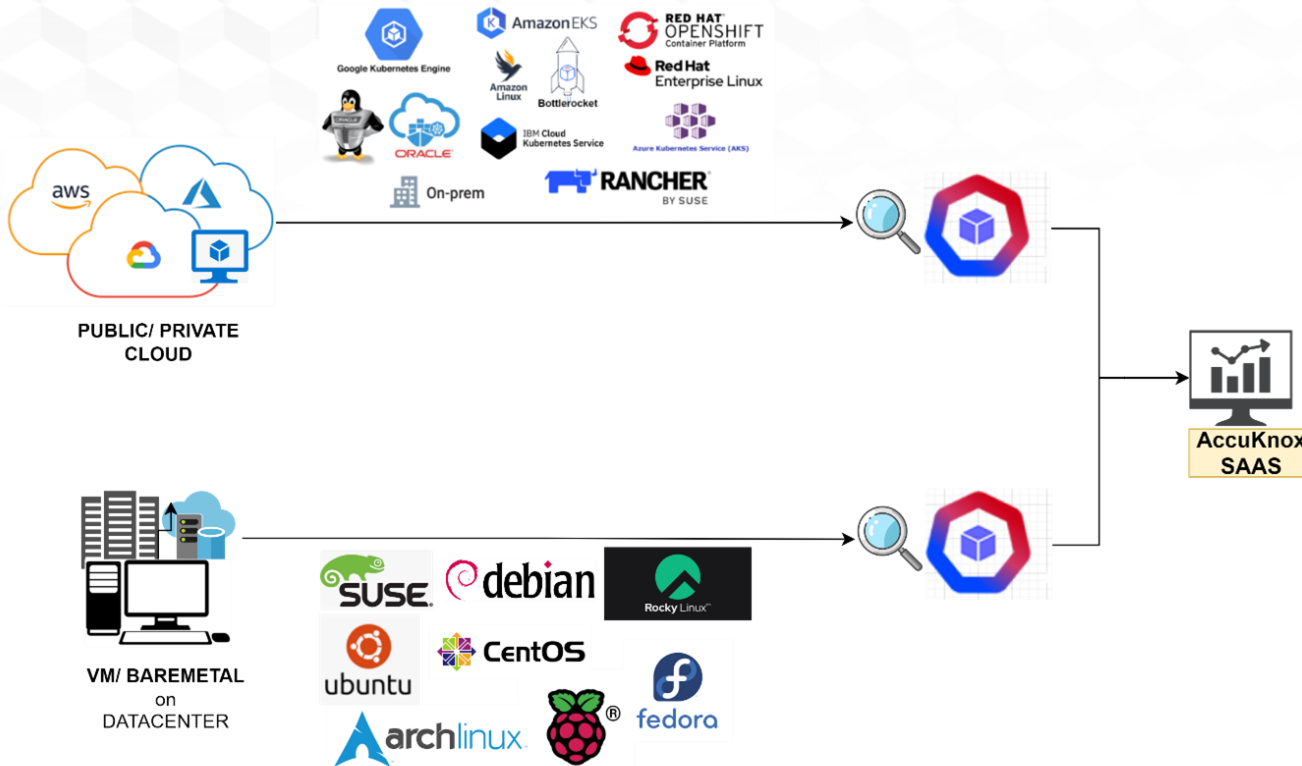 Google Kubernetes Engine
Amazon EKS
RED HAT
OPENSHIFT
Container Platform
Amazon
Linux
Bottlerocket
Red Hat
Enterprise Linux
ORACLE
ORACLE
IBM Cloud
Kubernetes Service
Azure Kubernetes Service (AKS)
On-prem
RANCHER
BY SUSE
aws
PUBLIC/ PRIVATE
CLOUD
AccuKnox
SAAS
SUSE
debian
Rocky Linux™
ubuntu
CentOS
fedora
archlinux
®
VM/ BAREMETAL
on
DATACENTER